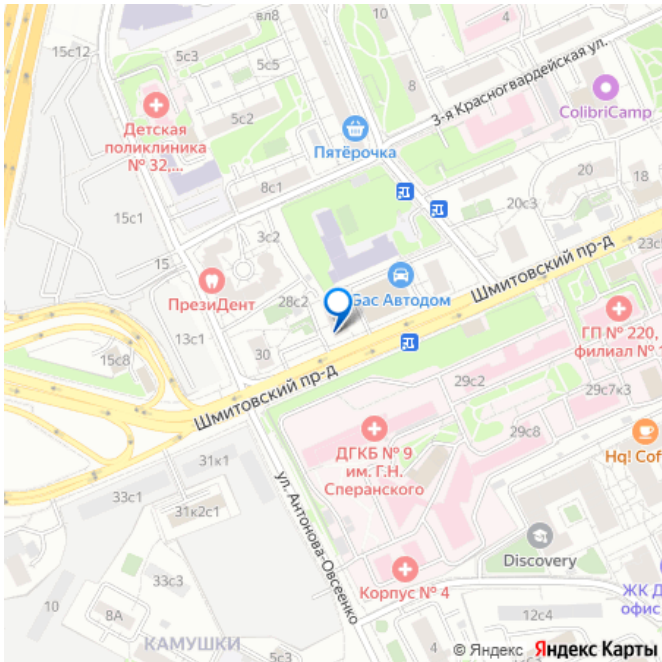 вл8
10
15с12
5с3
5с5
8
3-я Красногвардейская ул.
ColibriCamp
5с2
Детская
поликлиника
№ 32,...
Пятёрочка
8с1
20
18
15с1
20с3
3с2
23с
15
Шмитовский пр-д
ПрезиДент
28с2
Бас Автодом
13с1
ГП № 220,
филиал № 1
15с8
30
29с2
29с7к3
Шмитовский пр-д
29с8
ДГКБ № 9
им. Г.Н.
Сперанского
Hq! Cof
31к1
33с1
31к2с1
ул. Антонова-Овсеенко
Discovery
33с3
Корпус № 4
ЖК Д
офис
10
8А
12с4
КАМУШКИ
4
4
5с3
© Яндекс Яндекс Карты